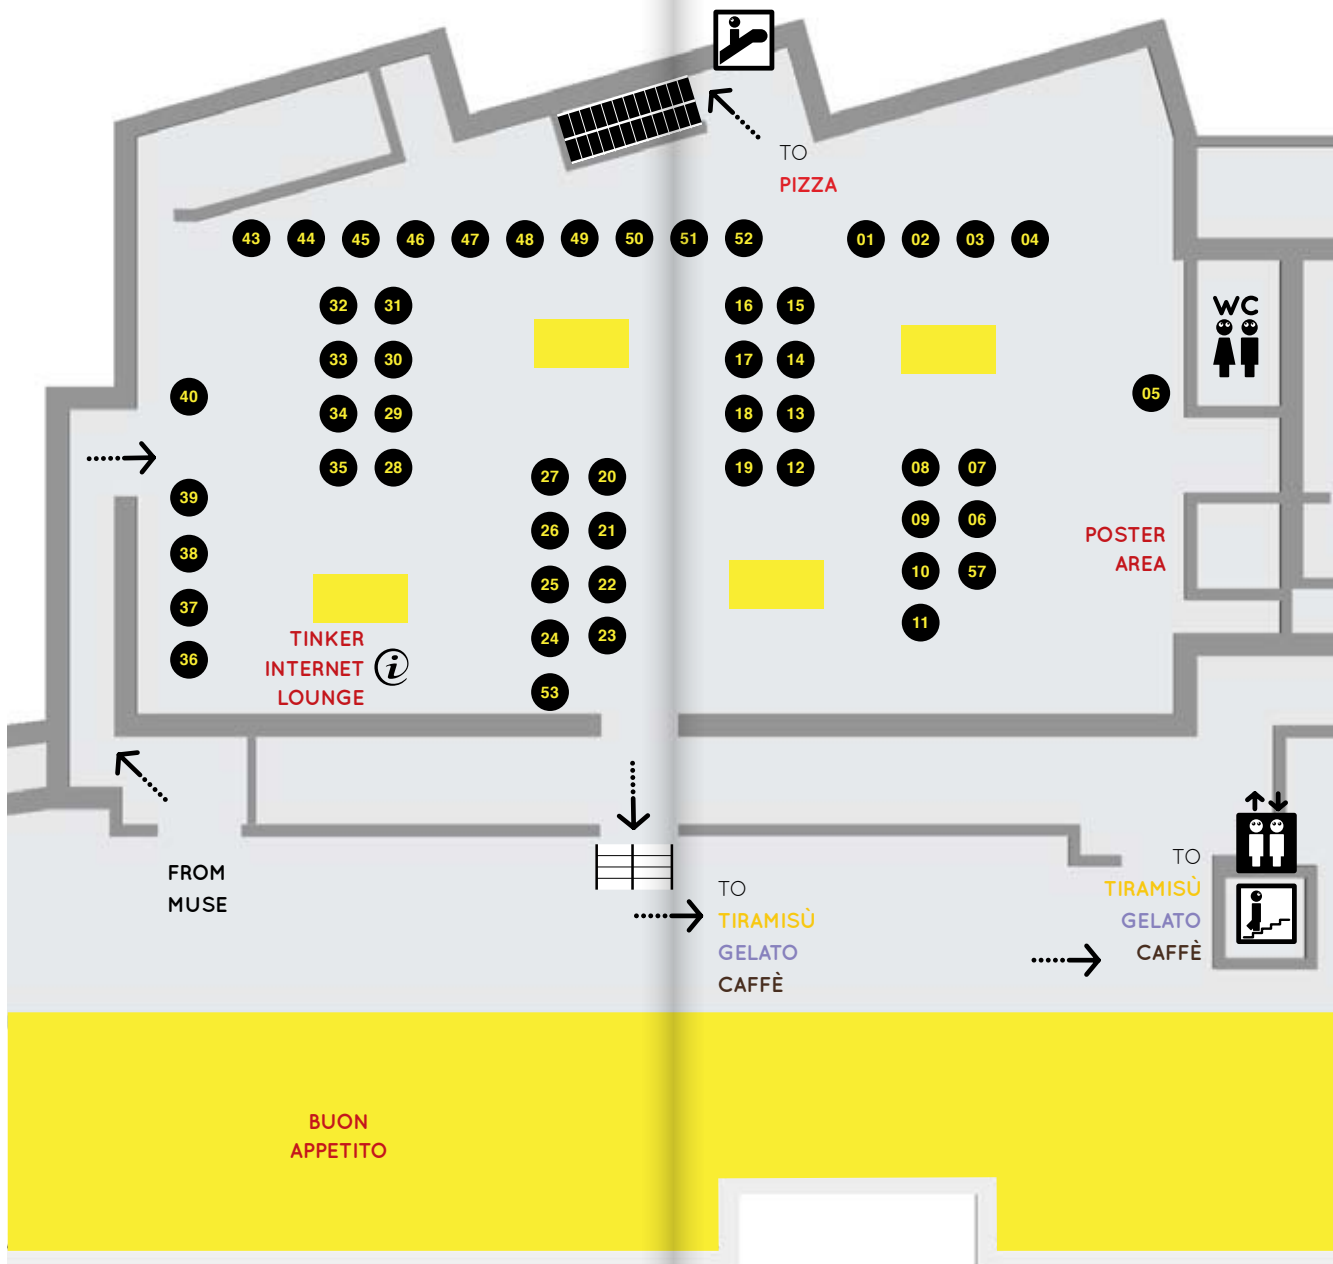 TO
PIZZA
43 44 45 46 47 48 49 50 51 52 01 02 03 04
32 31 16 15
WC
33 30 17 14
40 05
34 29 18 13
35 28 27 20 19 12 08 07
39
26 21 09 06
POSTER
AREA
38
25 22 10 57
37
36
TINKER
INTERNET i
LOUNGE
24 23 11
53
FROM
MUSE
TO
TIRAMISÙ
GELATO
CAFFÈ
TO
TIRAMISÙ
GELATO
CAFFÈ
BUON
APPETITO